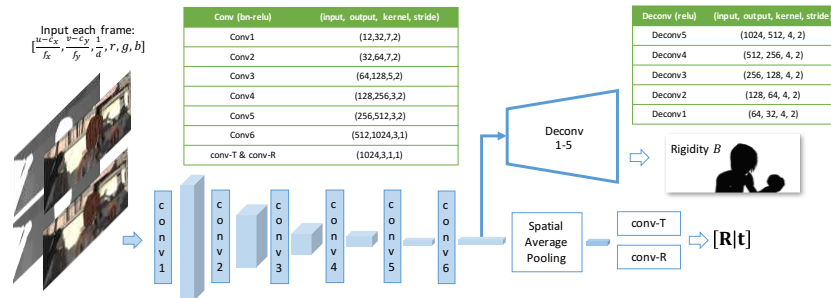 Input each frame:
[u−c_x/f_x, v−c_y/f_y, 1/d, r, g, b]
Conv (bn-relu) (input, output, kernel, stride)
Conv1 (12,32,7,2)
Conv2 (32,64,7,2)
Conv3 (64,128,5,2)
Conv4 (128,256,3,2)
Conv5 (256,512,3,2)
Conv6 (512,1024,3,1)
conv-T & conv-R (1024,3,1,1)
Deconv (relu) (input, output, kernel, stride)
Deconv5 (1024, 512, 4, 2)
Deconv4 (512, 256, 4, 2)
Deconv3 (256, 128, 4, 2)
Deconv2 (128, 64, 4, 2)
Deconv1 (64, 32, 4, 2)
Deconv
1-5
Rigidity B
conv1
conv2
conv3
conv4
conv5
conv6
Spatial
Average
Pooling
conv-T
conv-R
[R|t]